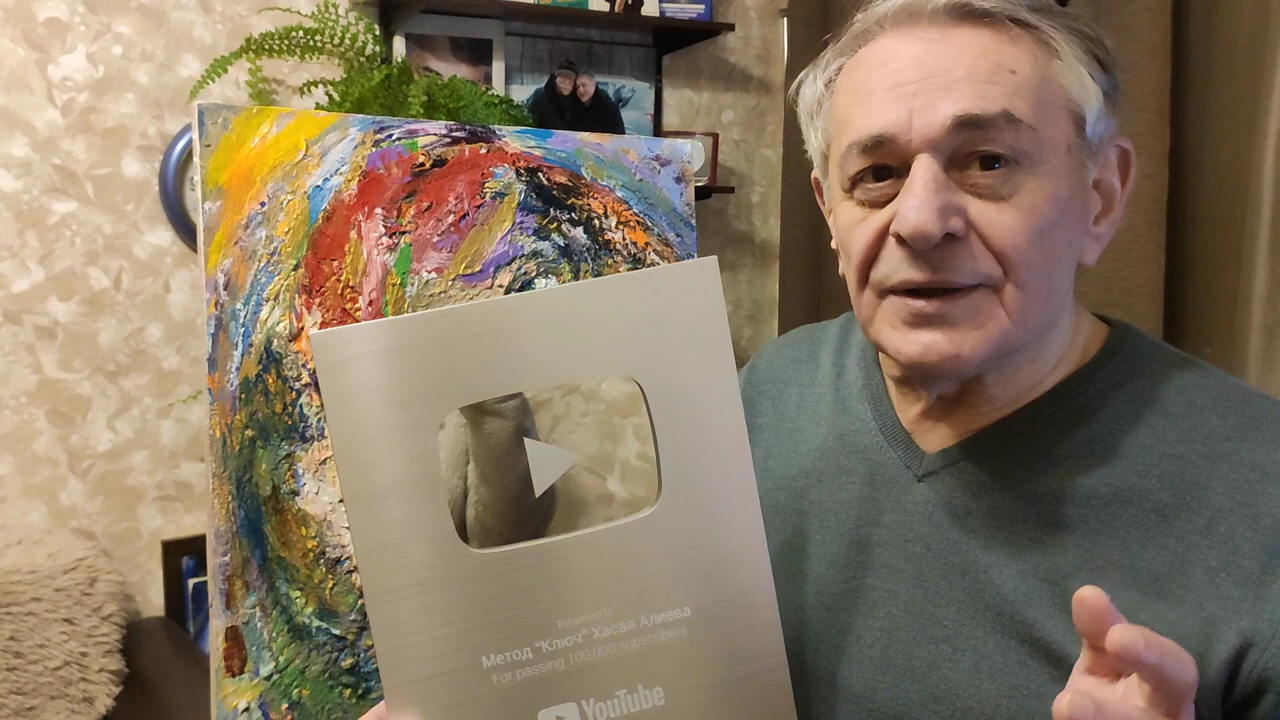 Presented to
Метод "Ключ" Хасая Алиева
For passing 100,000 subscribers
YouTube